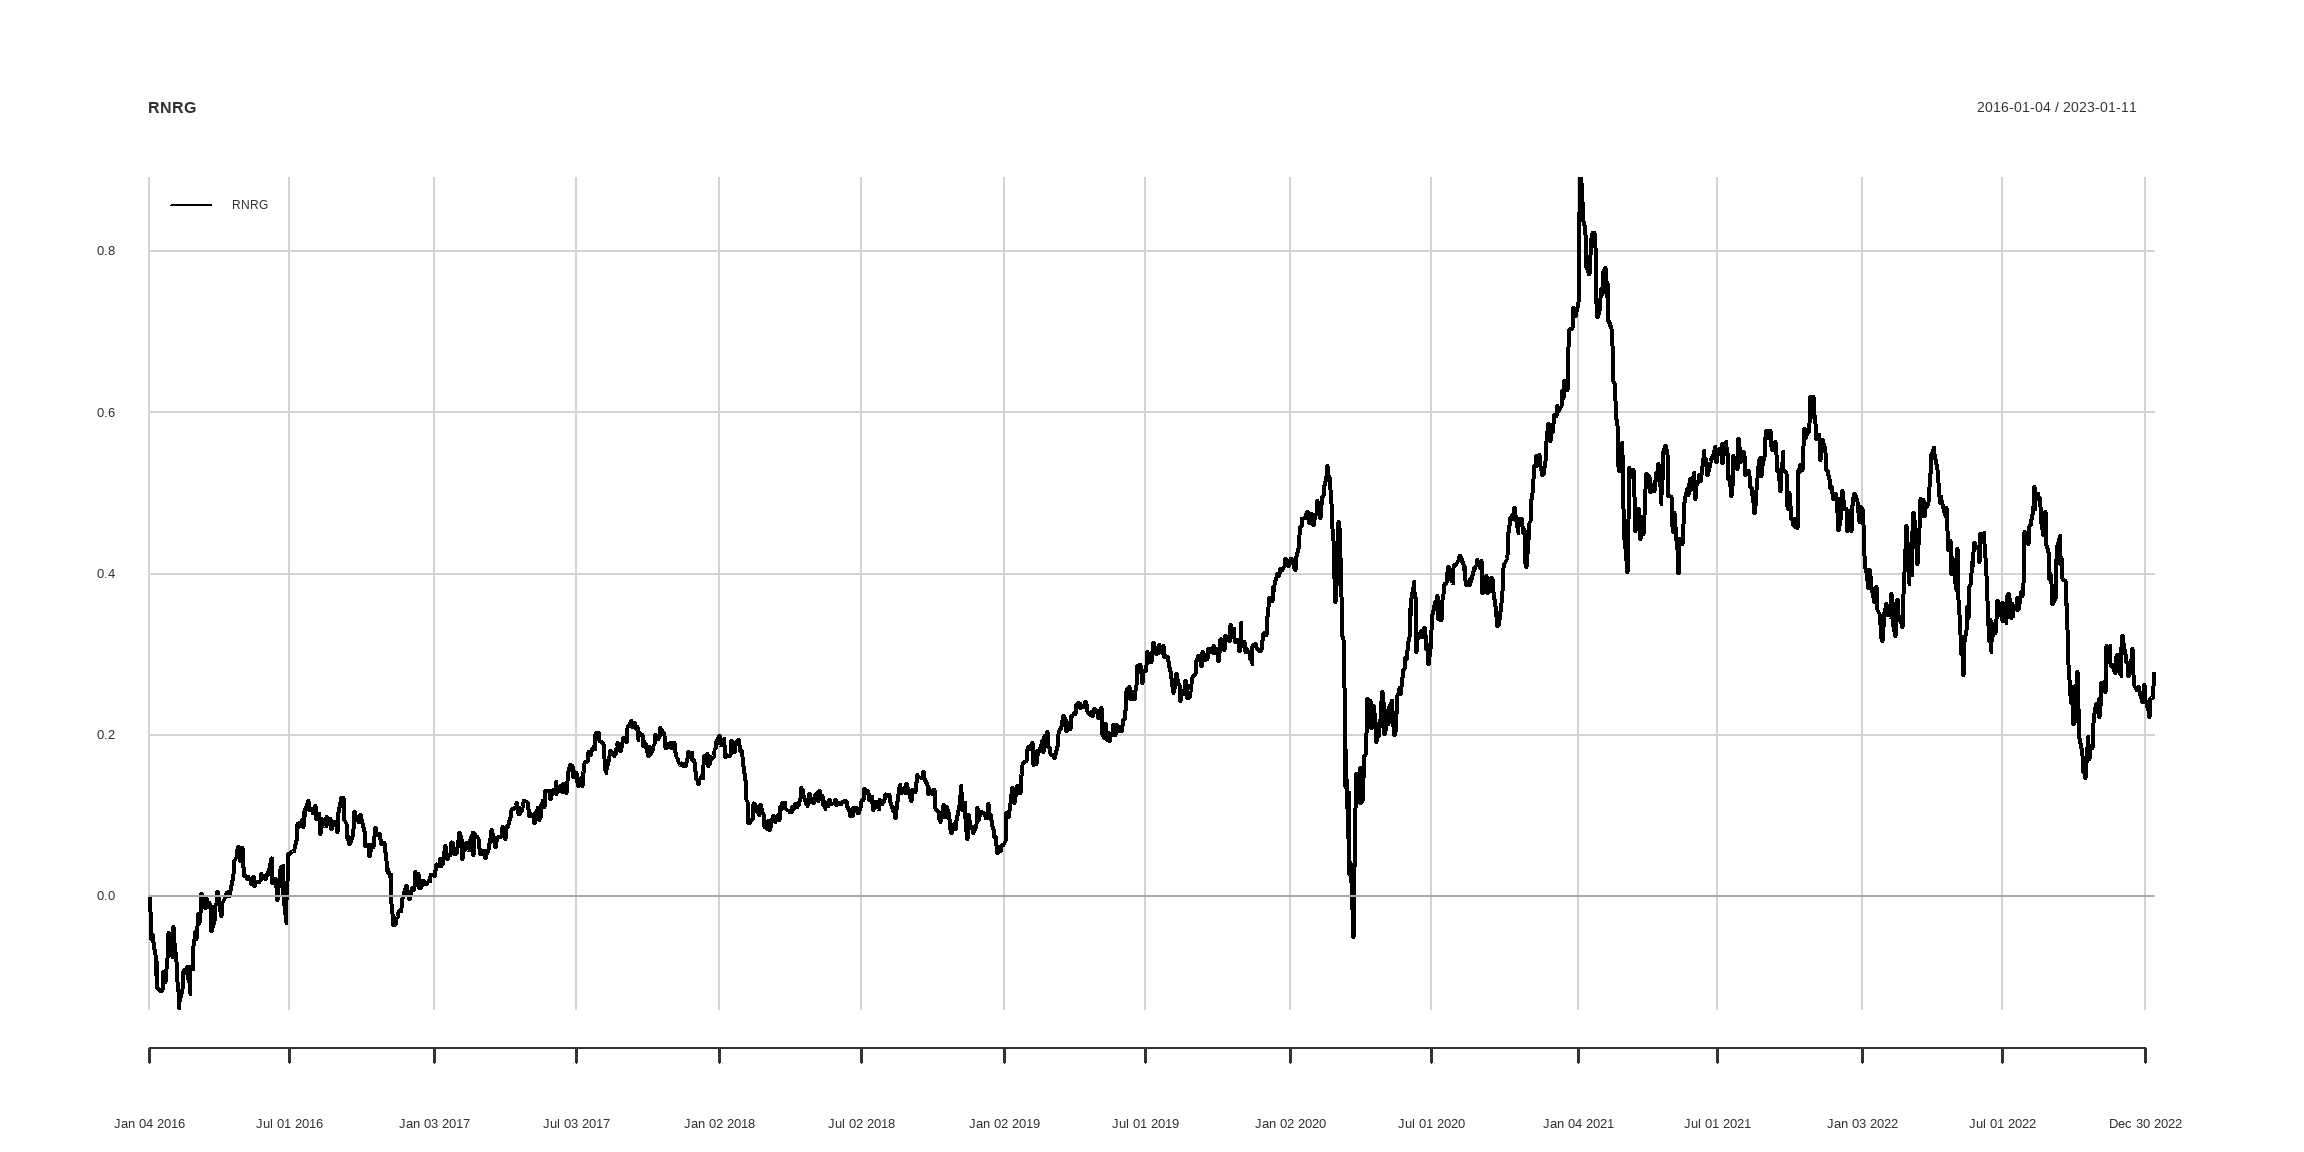 RNRG
2016-01-04 / 2023-01-11
RNRG
0.8
0.6
0.4
0.2
0.0
Jan 04 2016
Jul 01 2016
Jan 03 2017
Jul 03 2017
Jan 02 2018
Jul 02 2018
Jan 02 2019
Jul 01 2019
Jan 02 2020
Jul 01 2020
Jan 04 2021
Jul 01 2021
Jan 03 2022
Jul 01 2022
Dec 30 2022